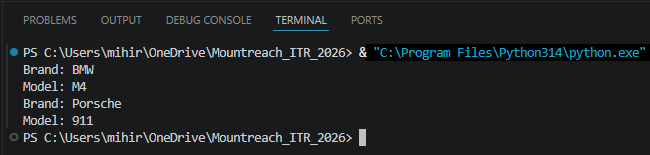 PROBLEMS OUTPUT DEBUG CONSOLE TERMINAL PORTS
PS C:\Users\mihir\OneDrive\Mountreach_ITR_2026> & "C:\Program Files\Python314\python.exe"
Brand: BMW
Model: M4
Brand: Porsche
Model: 911
PS C:\Users\mihir\OneDrive\Mountreach_ITR_2026>